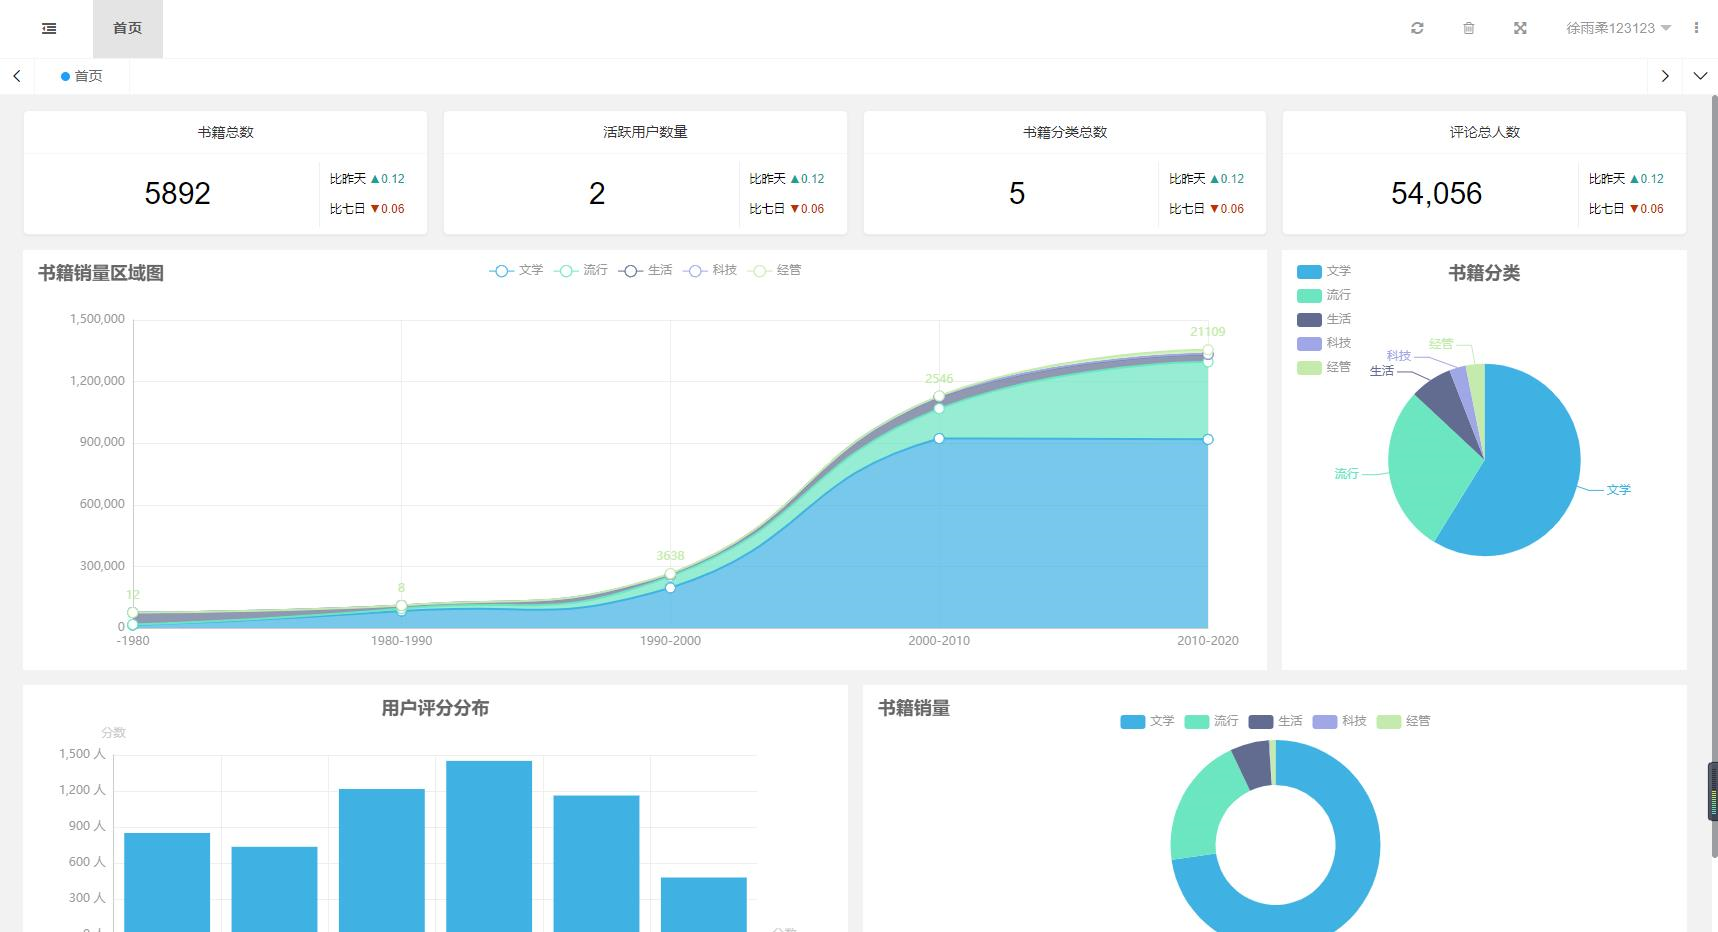 首页
徐雨柔123123
首页
书籍总数
5892
比昨天 ▲0.12
比七日 ▼0.06
活跃用户数量
2
比昨天 ▲0.12
比七日 ▼0.06
书籍分类总数
5
比昨天 ▲0.12
比七日 ▼0.06
评论总人数
54,056
比昨天 ▲0.12
比七日 ▼0.06
书籍销量区域图
文学 流行 生活 科技 经管
1,500,000
1,200,000
900,000
600,000
300,000
0
12
8
3638
2546
21109
-1980 1980-1990 1990-2000 2000-2010 2010-2020
书籍分类
文学
流行
生活
科技
经管
经管
科技
生活
流行
文学
用户评分分布
分数
1,500 人
1,200 人
900 人
600 人
300 人
0 人
分数
书籍销量
文学 流行 生活 科技 经管